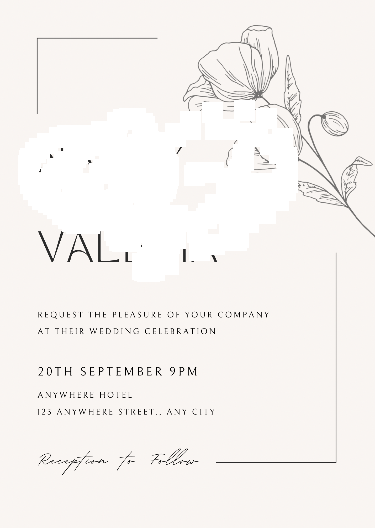 REQUEST THE PLEASURE OF YOUR COMPANY
AT THEIR WEDDING CELEBRATION
20TH SEPTEMBER 9PM
ANYWHERE HOTEL
123 ANYWHERE STREET., ANY CITY
Reception to Follow